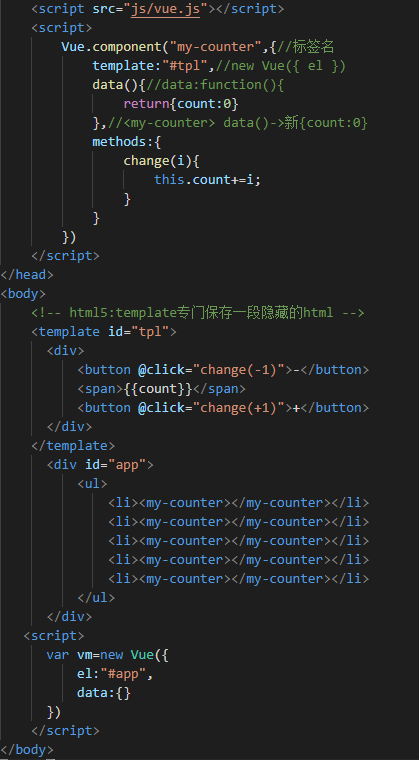 <script src="js/vue.js"></script>
<script>
Vue.component("my-counter",{//标签名
template:"#tpl",//new Vue({ el })
data(){//data:function(){
return{count:0}
},//<my-counter> data()->新{count:0}
methods:{
change(i){
this.count+=i;
}
}
})
</script>
</head>
<body>
<!-- html5:template专门保存一段隐藏的html -->
<template id="tpl">
<div>
<button @click="change(-1)">-</button>
<span>{{count}}</span>
<button @click="change(+1)">+</button>
</div>
</template>
<div id="app">
<ul>
<li><my-counter></my-counter></li>
<li><my-counter></my-counter></li>
<li><my-counter></my-counter></li>
<li><my-counter></my-counter></li>
<li><my-counter></my-counter></li>
</ul>
</div>
<script>
var vm=new Vue({
el:"#app",
data:{}
})
</script>
</body>